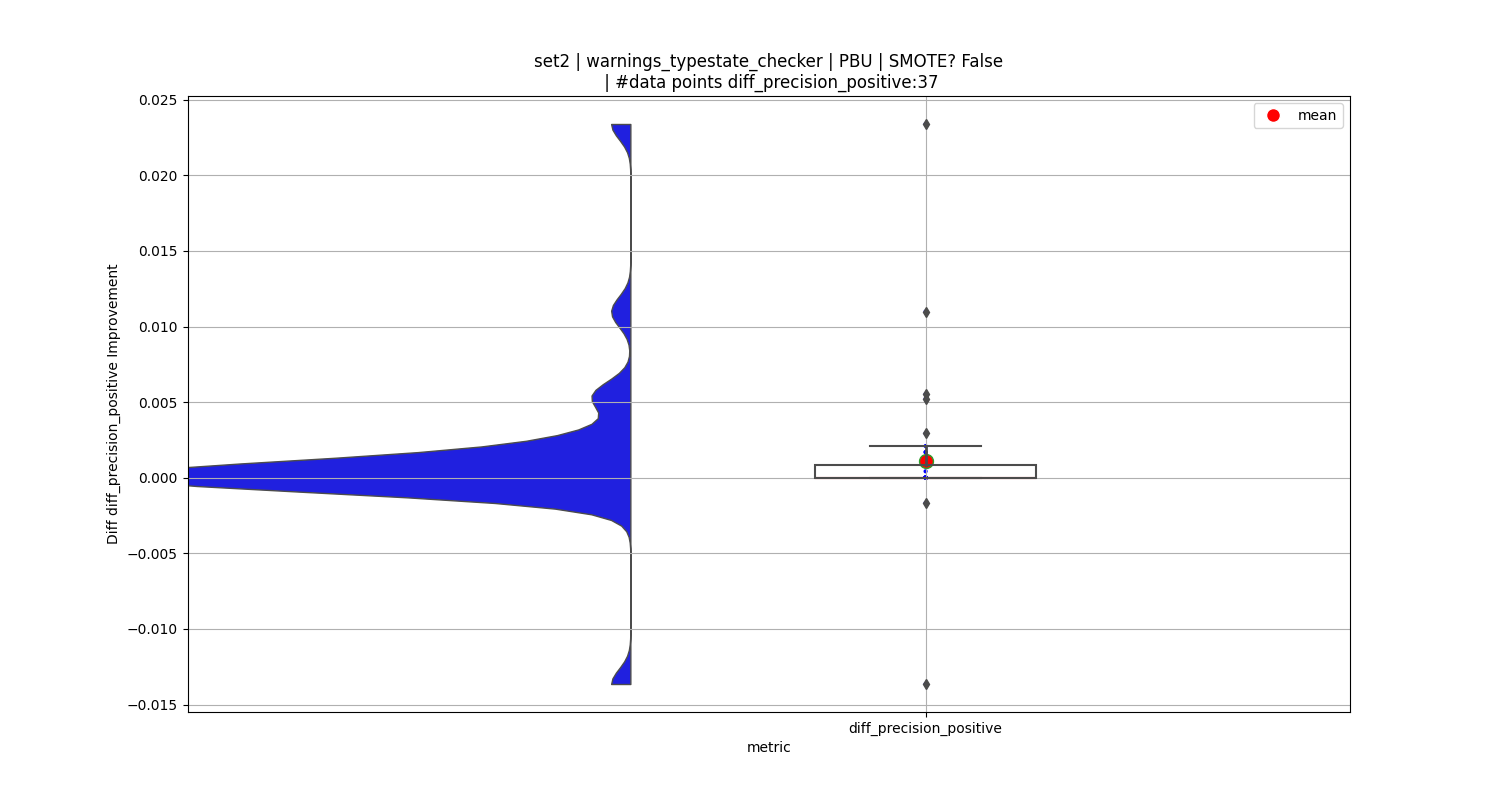 set2 | warnings_typestate_checker | PBU | SMOTE? False
| #data points diff_precision_positive:37
mean
0.025
0.020
0.015
0.010
0.005
0.000
−0.005
−0.010
−0.015
Diff diff_precision_positive Improvement
diff_precision_positive
metric